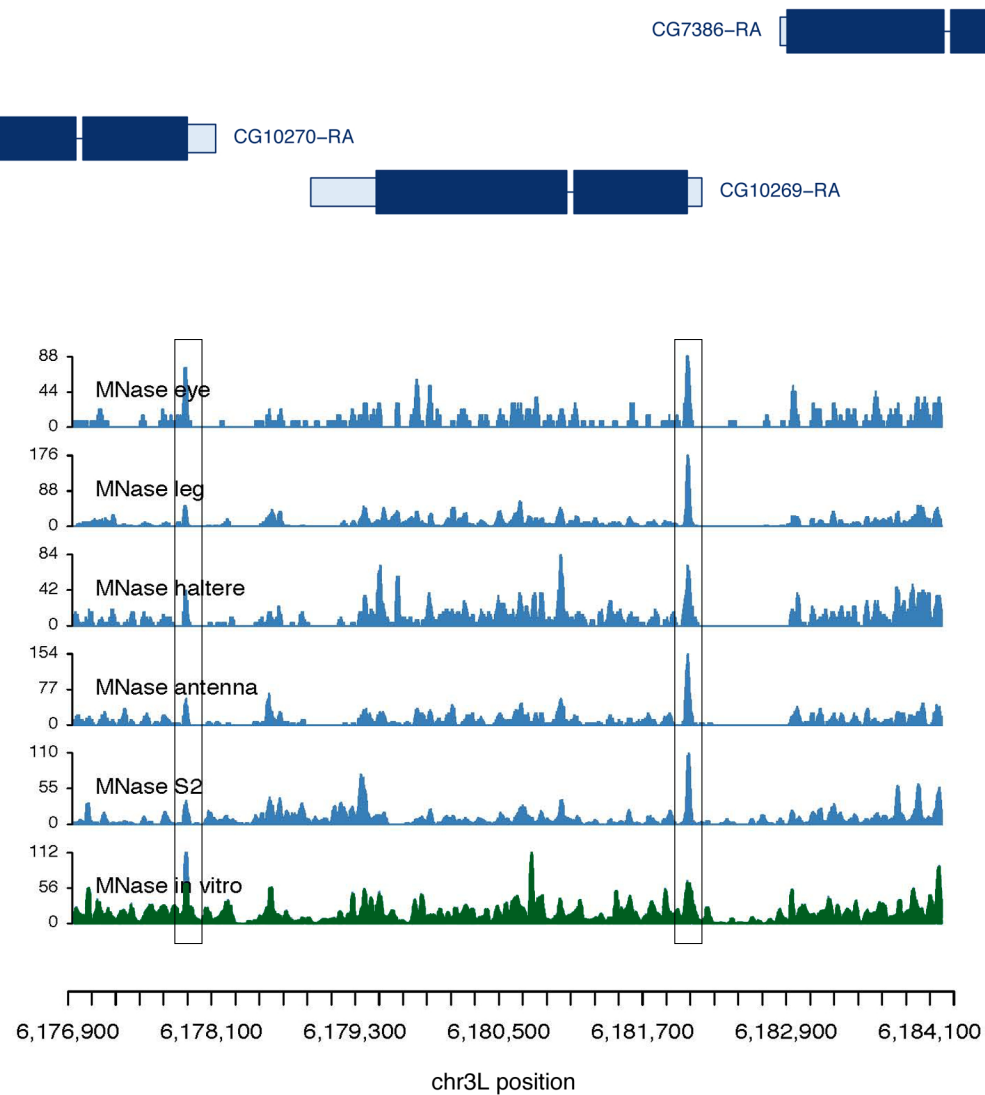 CG7386−RA
CG10270−RA
CG10269−RA
88
MNase eye
44
0
176
MNase leg
88
0
84
MNase haltere
42
0
154
MNase antenna
77
0
110
MNase S2
55
0
112
MNase in vitro
56
0
6,176,900 6,178,100 6,179,300 6,180,500 6,181,700 6,182,900 6,184,100
chr3L position